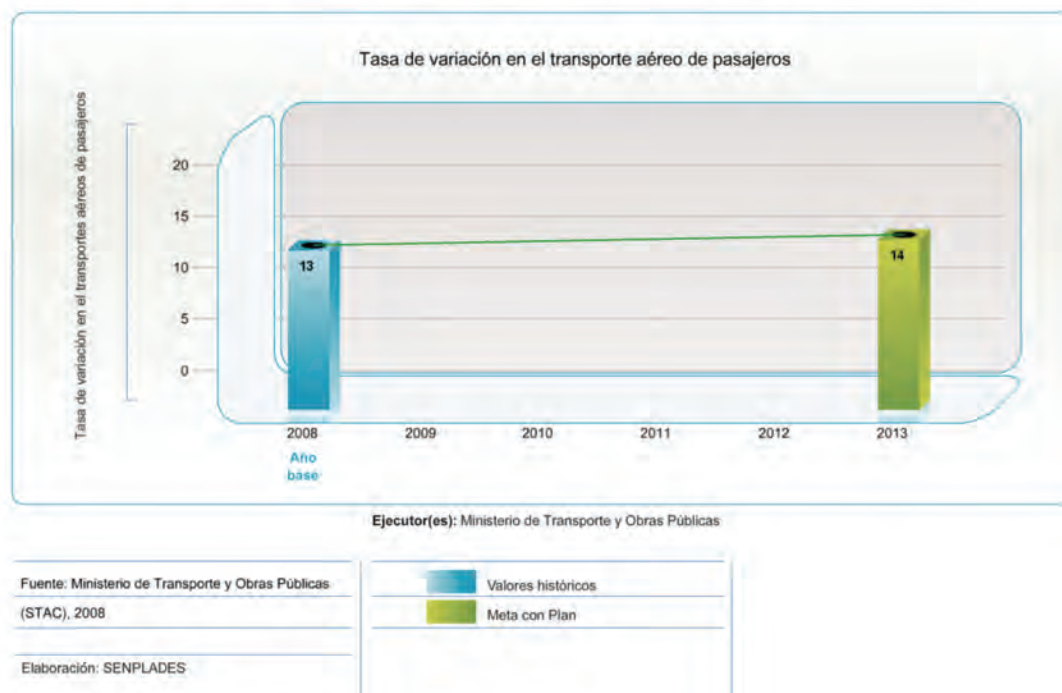 Tasa de variación en el transporte aéreo de pasajeros
Tasa de variación en el transportes aéreos de pasajeros
20
15
10
5
0
13
14
2008
2009
2010
2011
2012
2013
Año
base
Ejecutor(es): Ministerio de Transporte y Obras Públicas
Fuente: Ministerio de Transporte y Obras Públicas
(STAC), 2008
Elaboración: SENPLADES
Valores históricos
Meta con Plan